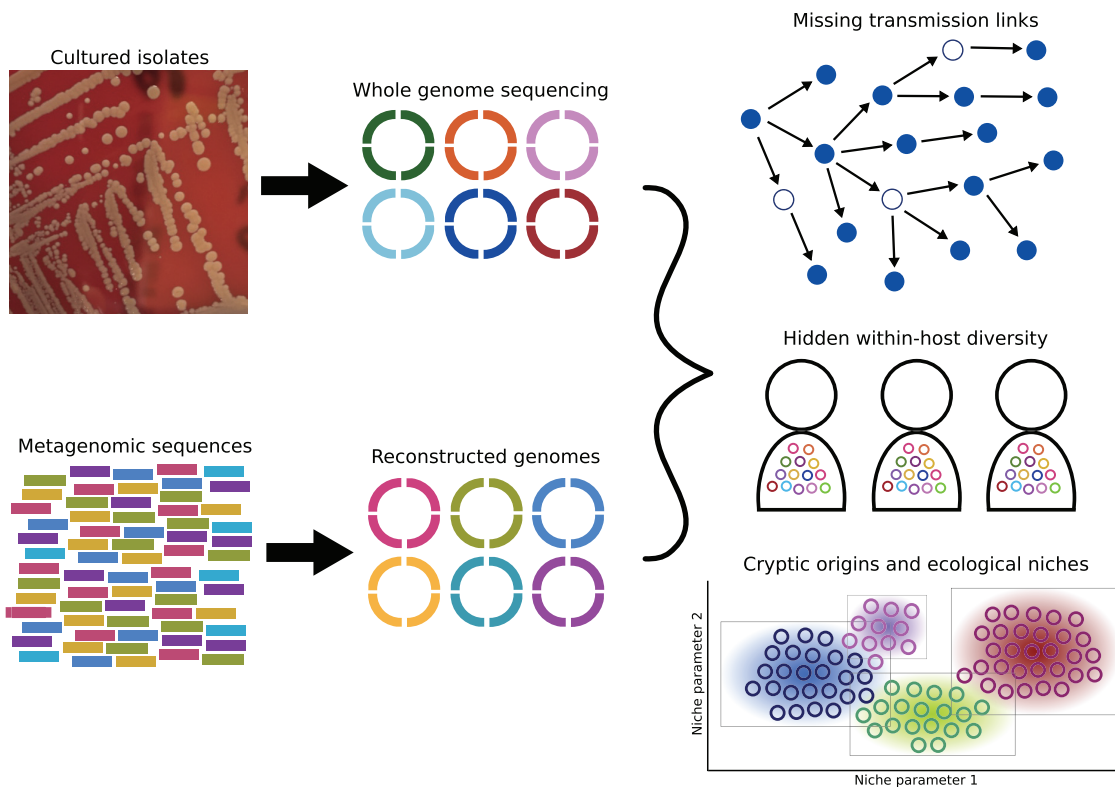 Cultured isolates
Whole genome sequencing
Missing transmission links
Metagenomic sequences
Reconstructed genomes
Hidden within-host diversity
Cryptic origins and ecological niches
Niche parameter 2
Niche parameter 1